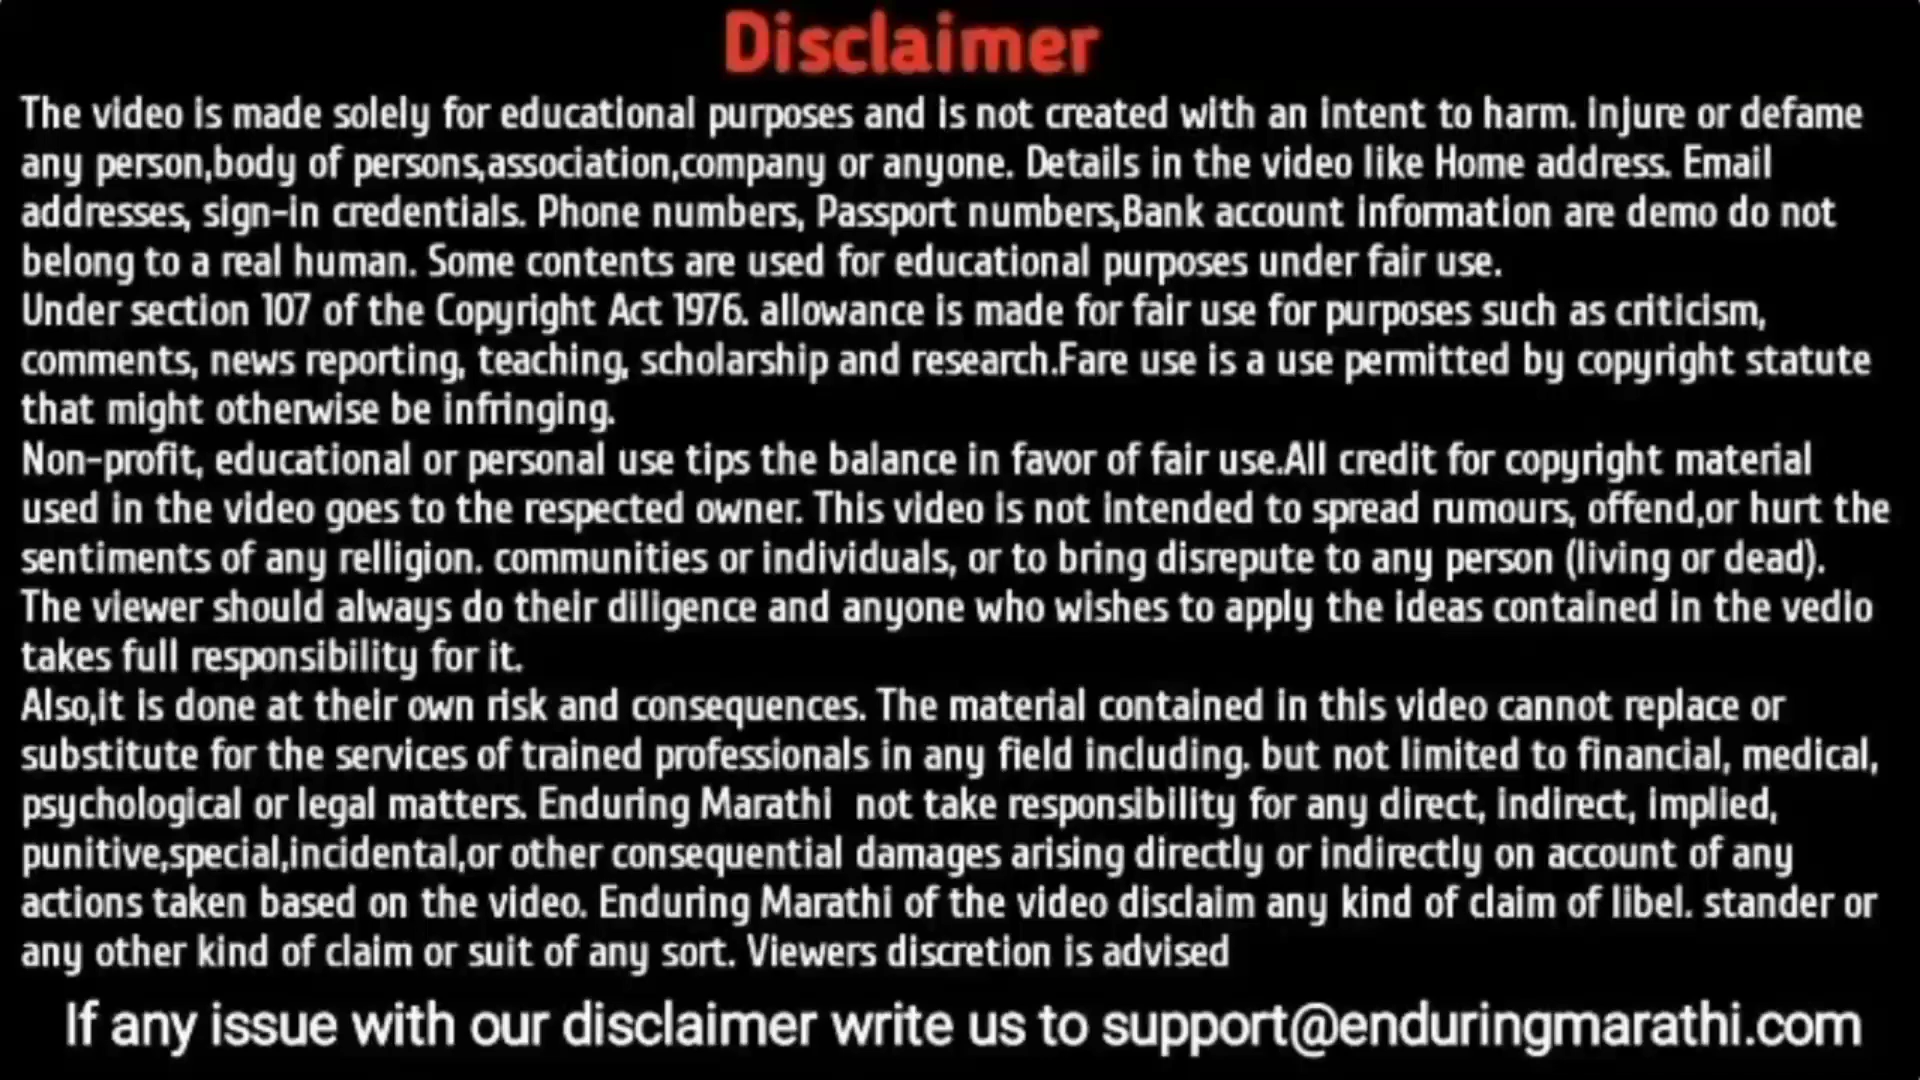 Disclaimer
The video is made solely for educational purposes and is not created with an intent to harm. injure or defame
any person,body of persons,association,company or anyone. Details in the video like Home address. Email
addresses, sign-in credentials. Phone numbers, Passport numbers,Bank account information are demo do not
belong to a real human. Some contents are used for educational purposes under fair use.
Under section 107 of the Copyright Act 1976. allowance is made for fair use for purposes such as criticism,
comments, news reporting, teaching, scholarship and research.Fare use is a use permitted by copyright statute
that might otherwise be infringing.
Non-profit, educational or personal use tips the balance in favor of fair use.All credit for copyright material
used in the video goes to the respected owner. This video is not intended to spread rumours, offend,or hurt the
sentiments of any relligion. communities or individuals, or to bring disrepute to any person (living or dead).
The viewer should always do their diligence and anyone who wishes to apply the ideas contained in the vedio
takes full responsibility for it.
Also,it is done at their own risk and consequences. The material contained in this video cannot replace or
substitute for the services of trained professionals in any field including. but not limited to financial, medical,
psychological or legal matters. Enduring Marathi not take responsibility for any direct, indirect, implied,
punitive,special,incidental,or other consequential damages arising directly or indirectly on account of any
actions taken based on the video. Enduring Marathi of the video disclaim any kind of claim of libel. stander or
any other kind of claim or suit of any sort. Viewers discretion is advised
If any issue with our disclaimer write us to support@enduringmarathi.com